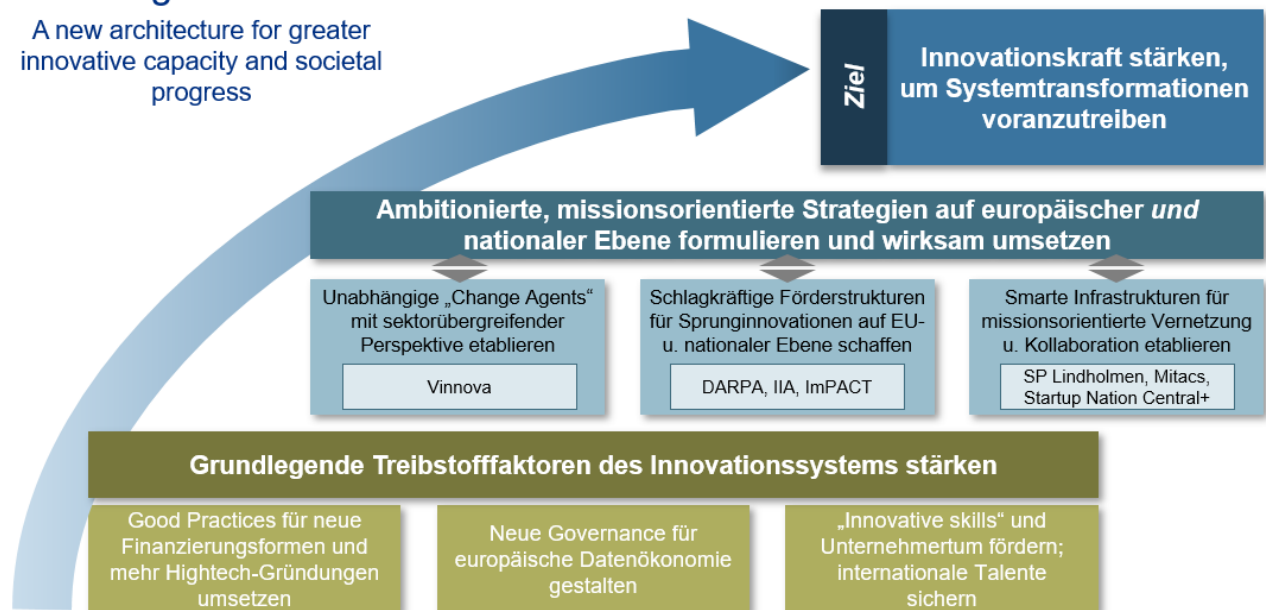 A new architecture for greater
innovative capacity and societal
progress
Ziel
Innovationskraft stärken,
um Systemtransformationen
voranzutreiben
Ambitionierte, missionsorientierte Strategien auf europäischer und
nationaler Ebene formulieren und wirksam umsetzen
Unabhängige „Change Agents“
mit sektorübergreifender
Perspektive etablieren
Vinnova
Schlagkräftige Förderstrukturen
für Sprunginnovationen auf EU-
u. nationaler Ebene schaffen
DARPA, IIA, ImPACT
Smarte Infrastrukturen für
missionsorientierte Vernetzung
u. Kollaboration etablieren
SP Lindholmen, Mitacs,
Startup Nation Central+
Grundlegende Treibstofffaktoren des Innovationssystems stärken
Good Practices für neue
Finanzierungsformen und
mehr Hightech-Gründungen
umsetzen
Neue Governance für
europäische Datenökonomie
gestalten
„Innovative skills“ und
Unternehmertum fördern;
internationale Talente
sichern